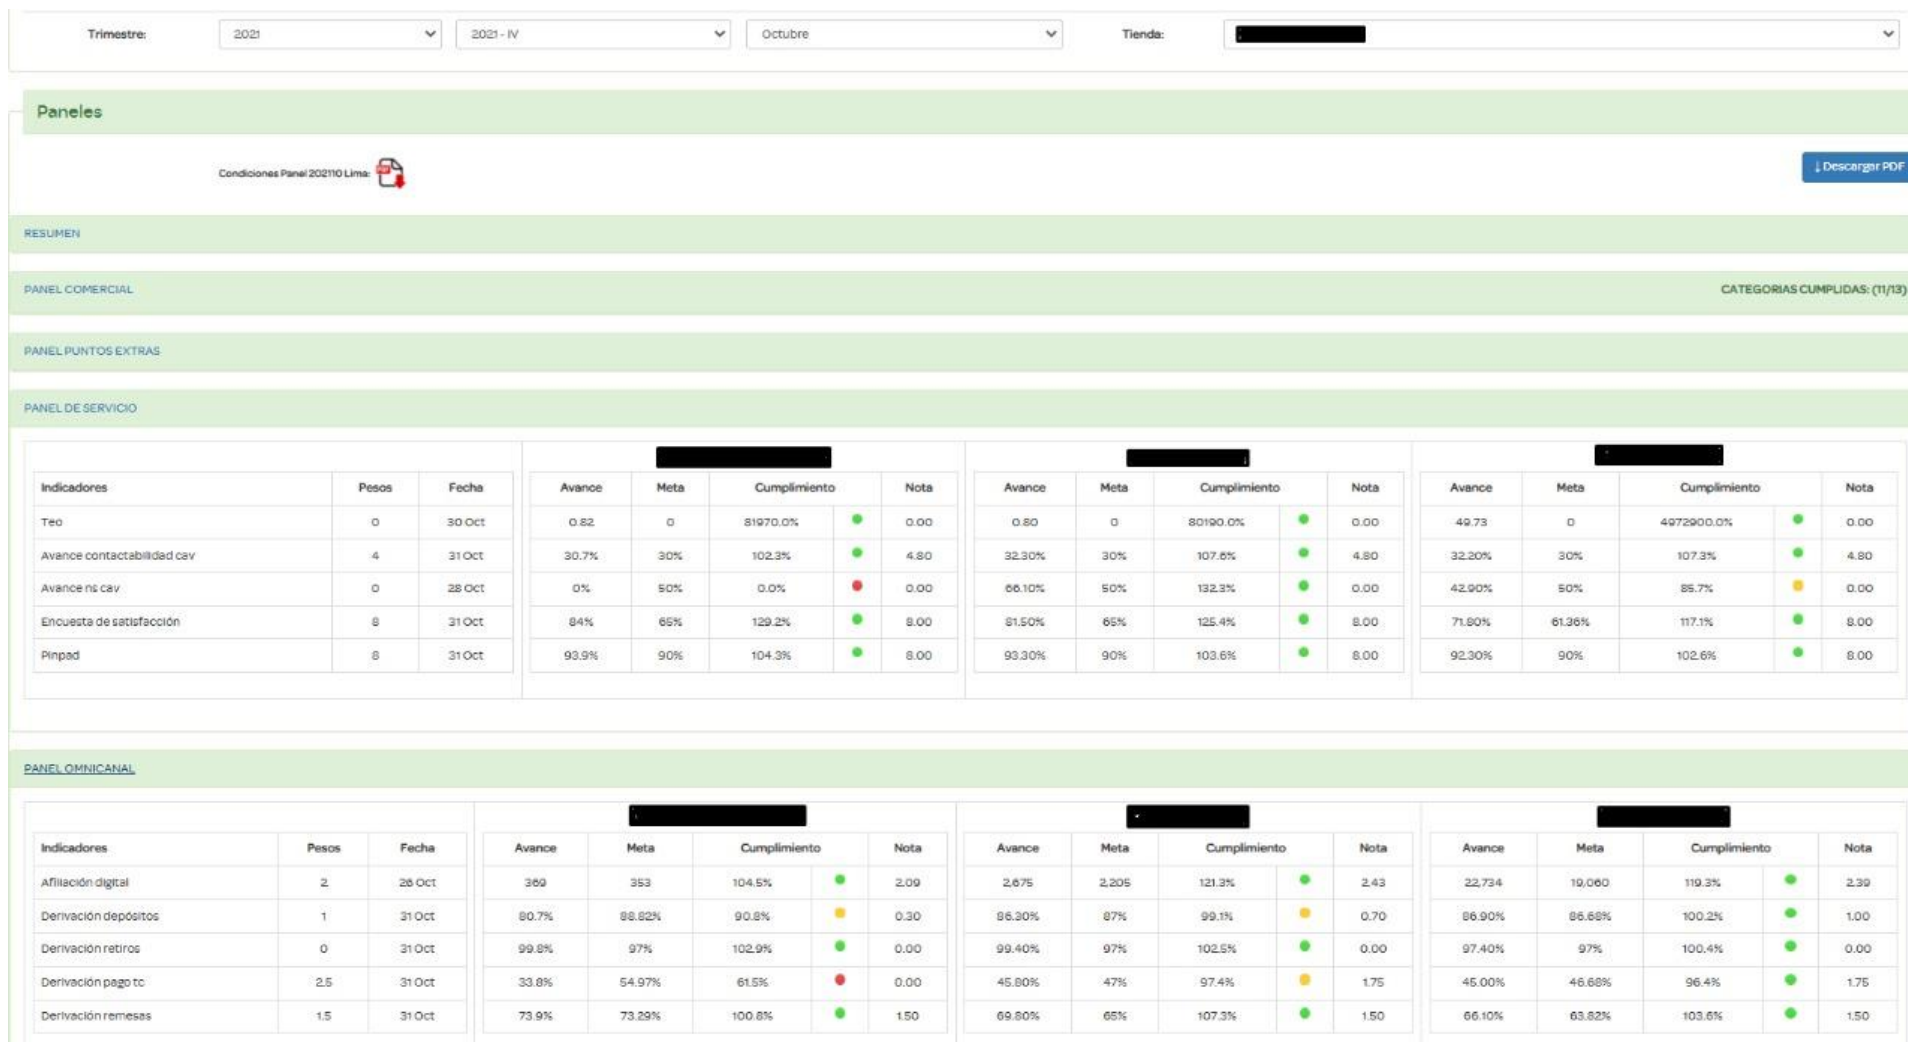 Trimestre: 2021 2021 - IV Octubre Tienda:
Paneles
Condiciones Panel 202110 Lima: PDF ↓ Descargar PDF
RESUMEN
PANEL COMERCIAL CATEGORIAS CUMPLIDAS: (11/13)
PANEL PUNTOS EXTRAS
PANEL DE SERVICIO
Indicadores Pesos Fecha Avance Meta Cumplimiento Nota Avance Meta Cumplimiento Nota Avance Meta Cumplimiento Nota
Teo 0 30 Oct 0.82 0 81970.0% 0.00 0.80 0 80190.0% 0.00 49.73 0 4972900.0% 0.00
Avance contactabilidad cav 4 31 Oct 30.7% 30% 102.3% 4.80 32.30% 30% 107.6% 4.80 32.20% 30% 107.3% 4.80
Avance ns cav 0 28 Oct 0% 50% 0.0% 0.00 66.10% 50% 132.3% 0.00 42.90% 50% 85.7% 0.00
Encuesta de satisfacción 8 31 Oct 84% 65% 129.2% 8.00 81.50% 65% 125.4% 8.00 71.80% 61.36% 117.1% 8.00
Pinpad 8 31 Oct 93.9% 90% 104.3% 8.00 93.30% 90% 103.6% 8.00 92.30% 90% 102.6% 8.00
PANEL OMNICANAL
Indicadores Pesos Fecha Avance Meta Cumplimiento Nota Avance Meta Cumplimiento Nota Avance Meta Cumplimiento Nota
Afiliación digital 2 28 Oct 369 353 104.5% 2.09 2,675 2,205 121.3% 2.43 22,734 19,060 119.3% 2.39
Derivación depósitos 1 31 Oct 80.7% 88.82% 90.8% 0.30 86.30% 87% 99.1% 0.70 86.90% 86.68% 100.2% 1.00
Derivación retiros 0 31 Oct 99.8% 97% 102.9% 0.00 99.40% 97% 102.5% 0.00 97.40% 97% 100.4% 0.00
Derivación pago tc 2.5 31 Oct 33.8% 54.97% 61.5% 0.00 45.80% 47% 97.4% 1.75 45.00% 46.68% 96.4% 1.75
Derivación remesas 1.5 31 Oct 73.9% 73.29% 100.8% 1.50 69.80% 65% 107.3% 1.50 66.10% 63.82% 103.6% 1.50